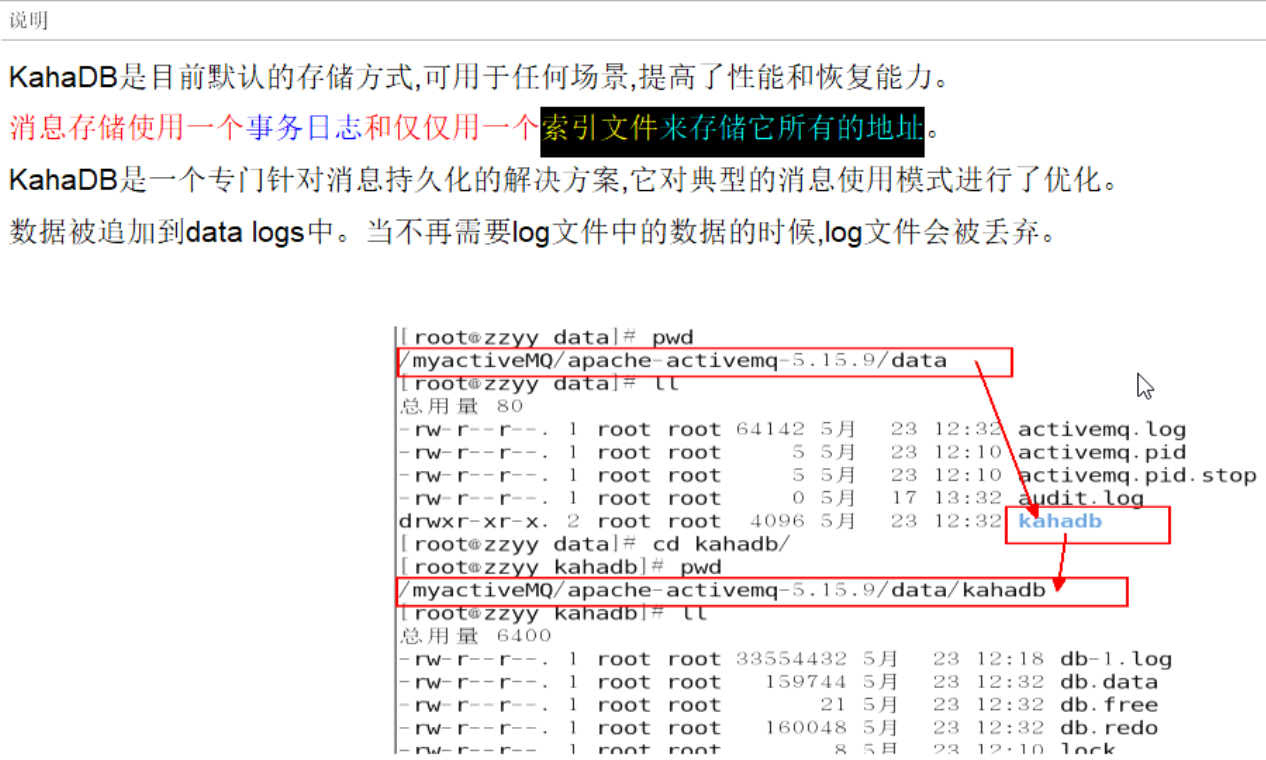 说明
KahaDB是目前默认的存储方式,可用于任何场景,提高了性能和恢复能力。
消息存储使用一个事务日志和仅仅用一个索引文件来存储它所有的地址。
KahaDB是一个专门针对消息持久化的解决方案,它对典型的消息使用模式进行了优化。
数据被追加到data logs中。当不再需要log文件中的数据的时候,log文件会被丢弃。
[root@zzyy data]# pwd
/myactiveMQ/apache-activemq-5.15.9/data
[root@zzyy data]# ll
总用量 80
-rw-r--r--. 1 root root 64142 5月 23 12:32 activemq.log
-rw-r--r--. 1 root root 5 5月 23 12:10 activemq.pid
-rw-r--r--. 1 root root 5 5月 23 12:10 activemq.pid.stop
-rw-r--r--. 1 root root 0 5月 17 13:32 audit.log
drwxr-xr-x. 2 root root 4096 5月 23 12:32 kahadb
[root@zzyy data]# cd kahadb/
[root@zzyy kahadb]# pwd
/myactiveMQ/apache-activemq-5.15.9/data/kahadb
[root@zzyy kahadb]# ll
总用量 6400
-rw-r--r--. 1 root root 33554432 5月 23 12:18 db-1.log
-rw-r--r--. 1 root root 159744 5月 23 12:32 db.data
-rw-r--r--. 1 root root 21 5月 23 12:32 db.free
-rw-r--r--. 1 root root 160048 5月 23 12:32 db.redo
-rw-r--r--. 1 root root 8 5月 23 12:10 lock